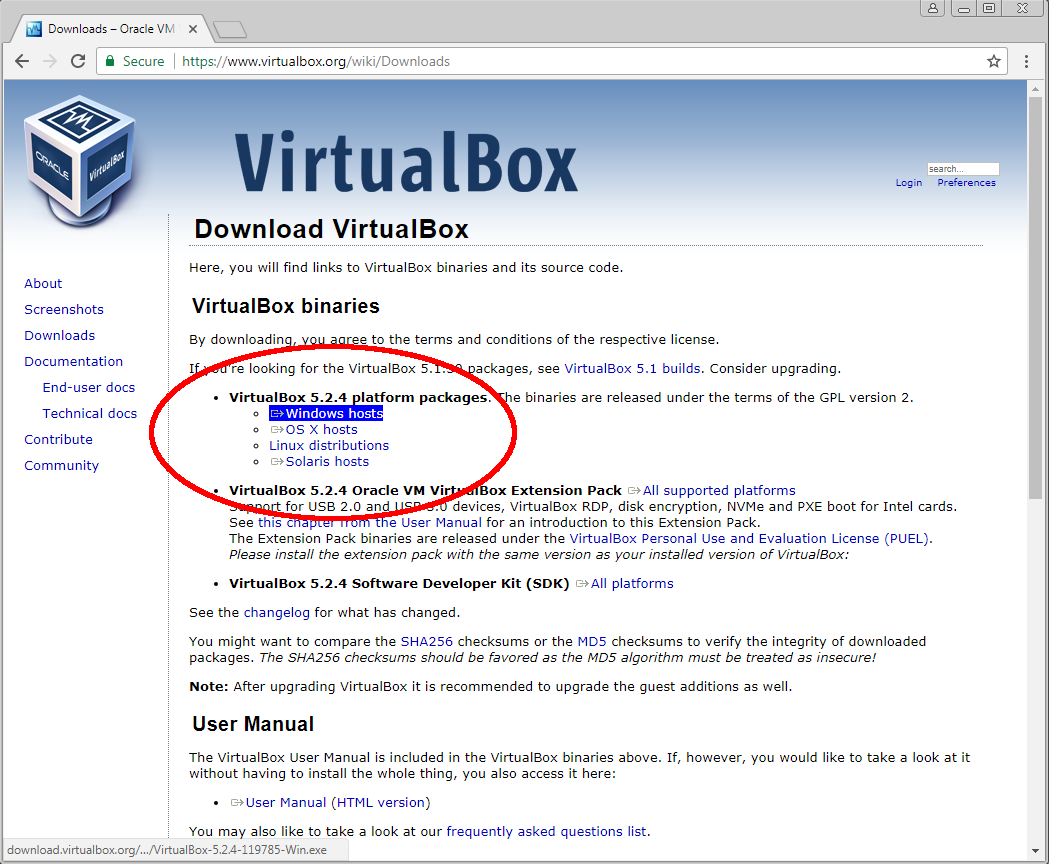 Downloads – Oracle VM
Secure
https://www.virtualbox.org/wiki/Downloads
ORACLE
VirtualBox
VirtualBox
search...
Login Preferences
About
Screenshots
Downloads
Documentation
End-user docs
Technical docs
Contribute
Community
Download VirtualBox
Here, you will find links to VirtualBox binaries and its source code.
VirtualBox binaries
By downloading, you agree to the terms and conditions of the respective license.
If you're looking for the VirtualBox 5.1.30 packages, see VirtualBox 5.1 builds. Consider upgrading.
VirtualBox 5.2.4 platform packages. The binaries are released under the terms of the GPL version 2.
Windows hosts
OS X hosts
Linux distributions
Solaris hosts
VirtualBox 5.2.4 Oracle VM VirtualBox Extension Pack All supported platforms
Support for USB 2.0 and USB 3.0 devices, VirtualBox RDP, disk encryption, NVMe and PXE boot for Intel cards.
See this chapter from the User Manual for an introduction to this Extension Pack.
The Extension Pack binaries are released under the VirtualBox Personal Use and Evaluation License (PUEL).
Please install the extension pack with the same version as your installed version of VirtualBox:
VirtualBox 5.2.4 Software Developer Kit (SDK) All platforms
See the changelog for what has changed.
You might want to compare the SHA256 checksums or the MD5 checksums to verify the integrity of downloaded
packages. The SHA256 checksums should be favored as the MD5 algorithm must be treated as insecure!
Note: After upgrading VirtualBox it is recommended to upgrade the guest additions as well.
User Manual
The VirtualBox User Manual is included in the VirtualBox binaries above. If, however, you would like to take a look at it
without having to install the whole thing, you also access it here:
User Manual (HTML version)
You may also like to take a look at our frequently asked questions list.
download.virtualbox.org/.../VirtualBox-5.2.4-119785-Win.exe